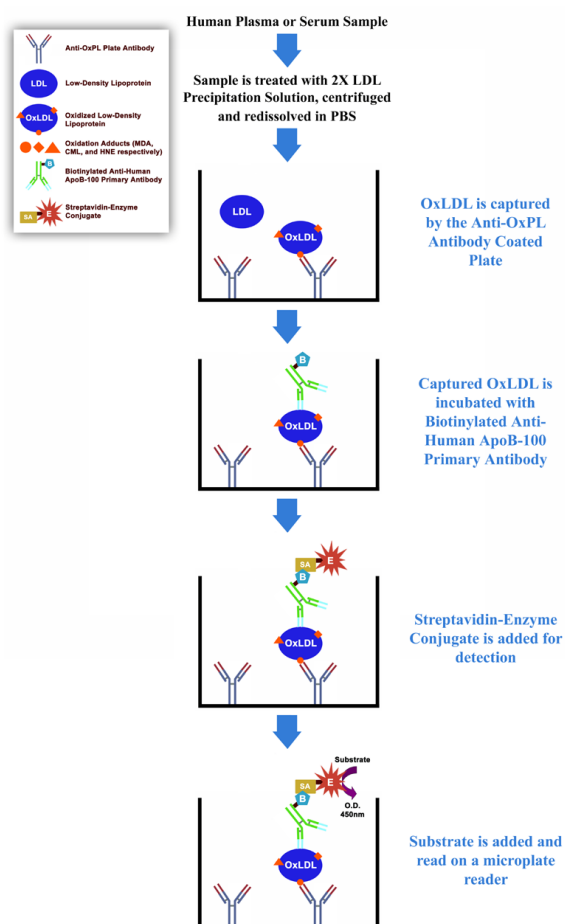 Human Plasma or Serum Sample
Anti-OxPL Plate Antibody
LDL
Low-Density Lipoprotein
OxLDL
Oxidized Low-Density
Lipoprotein
Oxidation Adducts (MDA,
CML, and HNE respectively)
B
Biotinylated Anti-Human
ApoB-100 Primary Antibody
SA
E
Streptavidin-Enzyme
Conjugate
Sample is treated with 2X LDL
Precipitation Solution, centrifuged
and redissolved in PBS
LDL
OxLDL
OxLDL is captured
by the Anti-OxPL
Antibody Coated
Plate
B
OxLDL
Captured OxLDL is
incubated with
Biotinylated Anti-
Human ApoB-100
Primary Antibody
SA
E
B
OxLDL
Streptavidin-Enzyme
Conjugate is added for
detection
Substrate
SA
E
B
O.D.
450nm
OxLDL
Substrate is added and
read on a microplate
reader